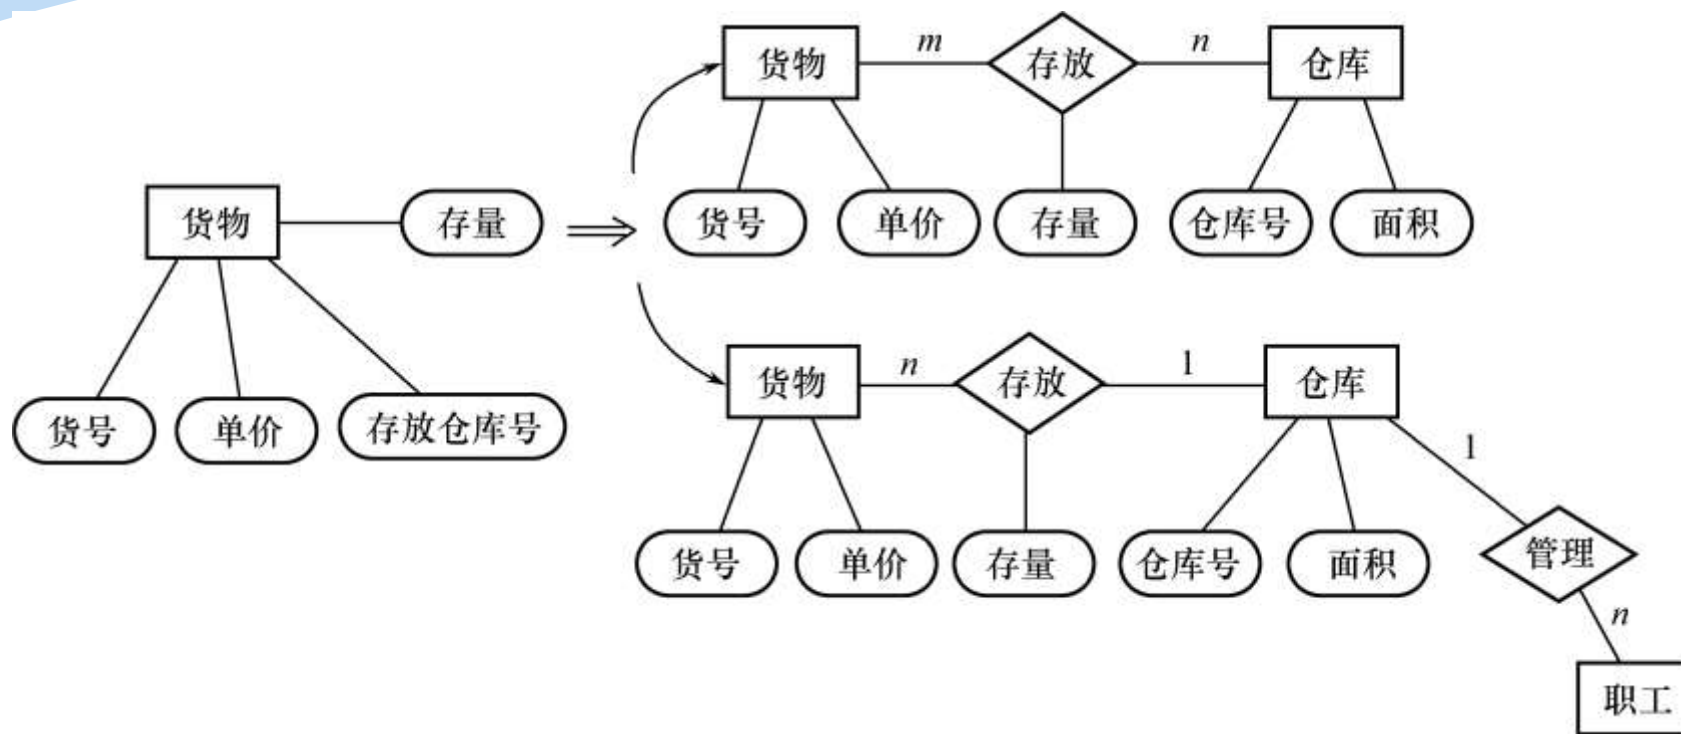 货物 m 存放 n 仓库
货号 单价 存量 仓库号 面积
货物 存量
货号 单价 存放仓库号
货物 n 存放 1 仓库
1
货号 单价 存量 仓库号 面积 管理
n
职工